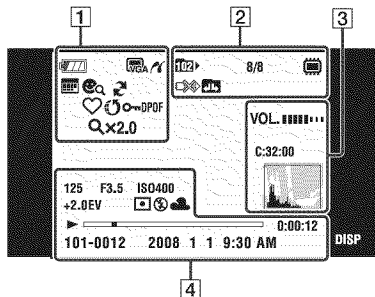 1 2 3
VGA 102 8/8
DPOF
×2.0
VOL.
C:32:00
125 F3.5 ISO400
+2.0EV
0:00:12
101-0012 2008 1 1 9:30 AM
DISP
4